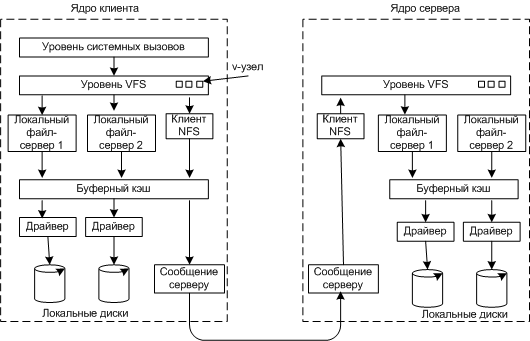 Ядро клиента
Уровень системных вызовов
v-узел
Уровень VFS
Локальный
файл-
сервер 1
Локальный
файл-
сервер 2
Клиент
NFS
Буферный кэш
Драйвер
Драйвер
Сообщение
серверу
Локальные диски
Ядро сервера
Уровень VFS
Клиент
NFS
Локальный
файл-
сервер 1
Локальный
файл-
сервер 2
Буферный кэш
Драйвер
Драйвер
Сообщение
серверу
Локальные диски